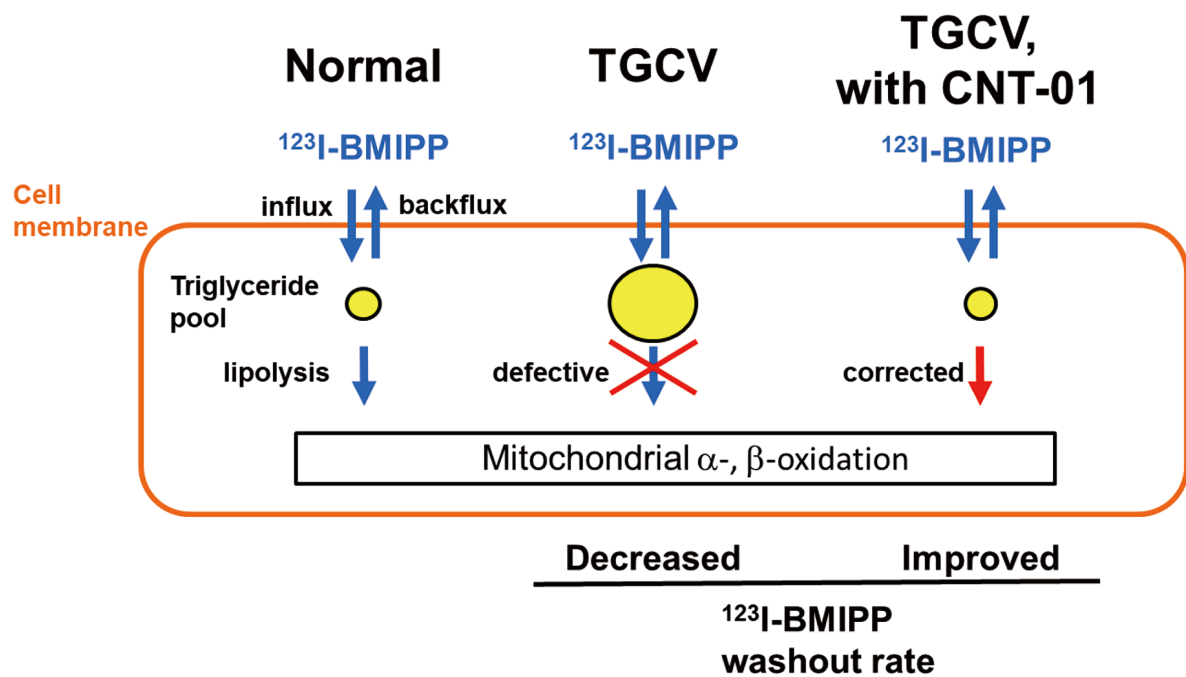 Normal
TGCV
TGCV,
with CNT-01
¹²³I-BMIPP
¹²³I-BMIPP
¹²³I-BMIPP
Cell
membrane
influx
backflux
Triglyceride
pool
lipolysis
defective
corrected
Mitochondrial α-, β-oxidation
Decreased
Improved
¹²³I-BMIPP
washout rate